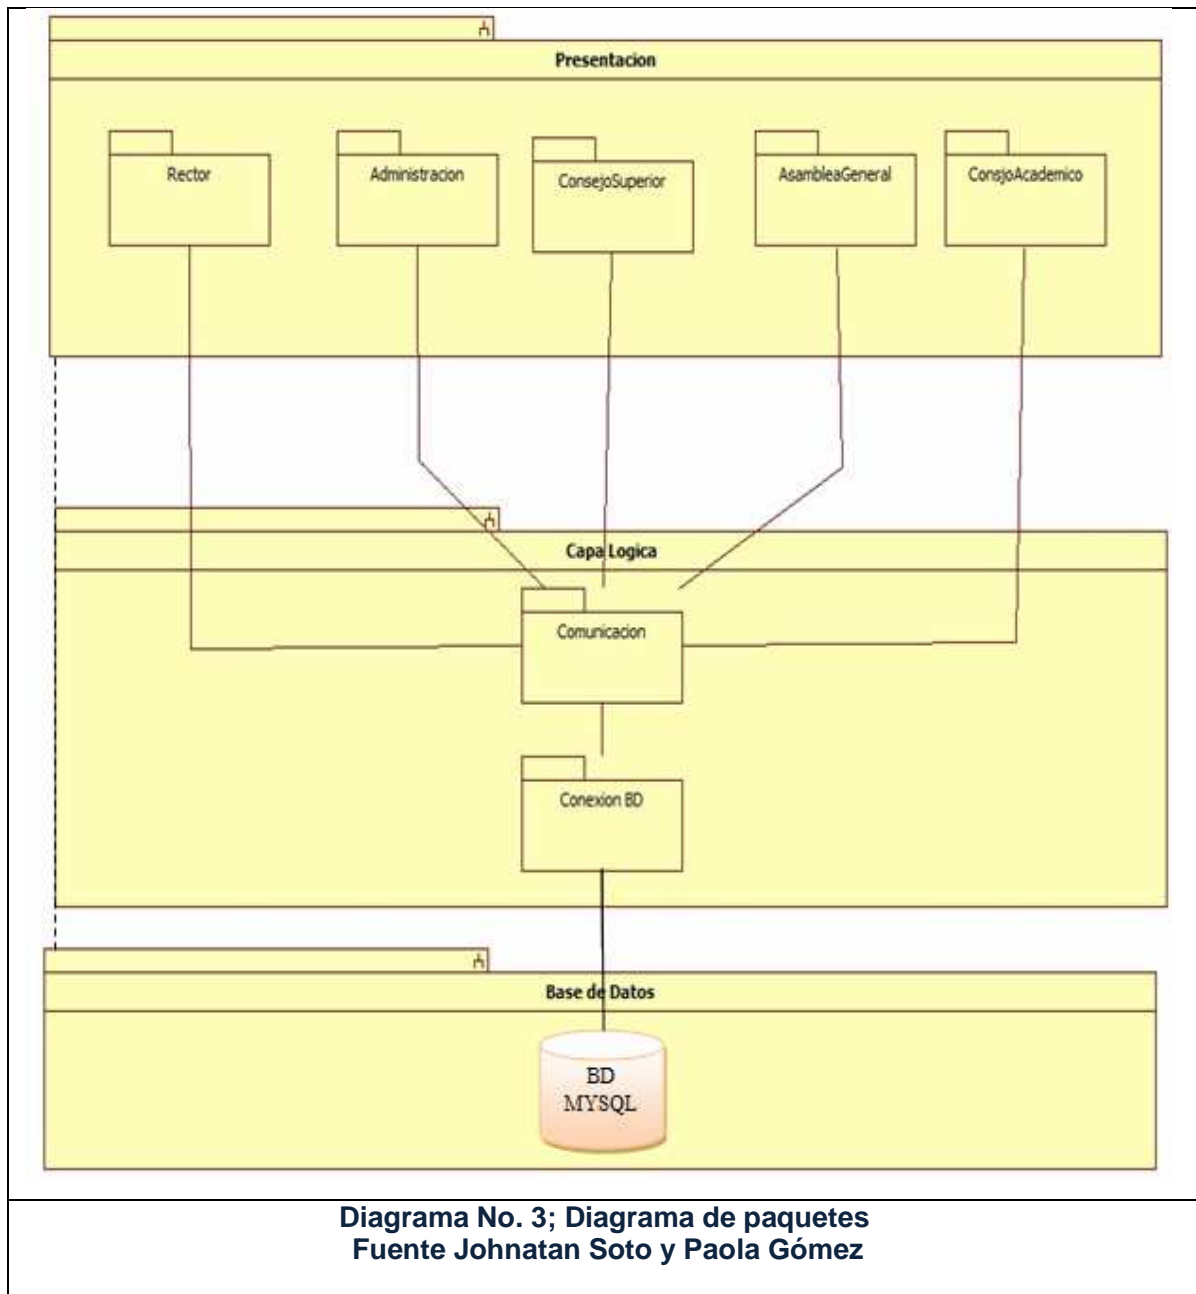 Presentacion
Rector
Administracion
ConsejoSuperior
AsambleaGeneral
ConsjoAcademico
Capa Logica
Comunicacion
Conexion BD
Base de Datos
BD
MYSQL
Diagrama No. 3; Diagrama de paquetes
Fuente Johnatan Soto y Paola Gómez